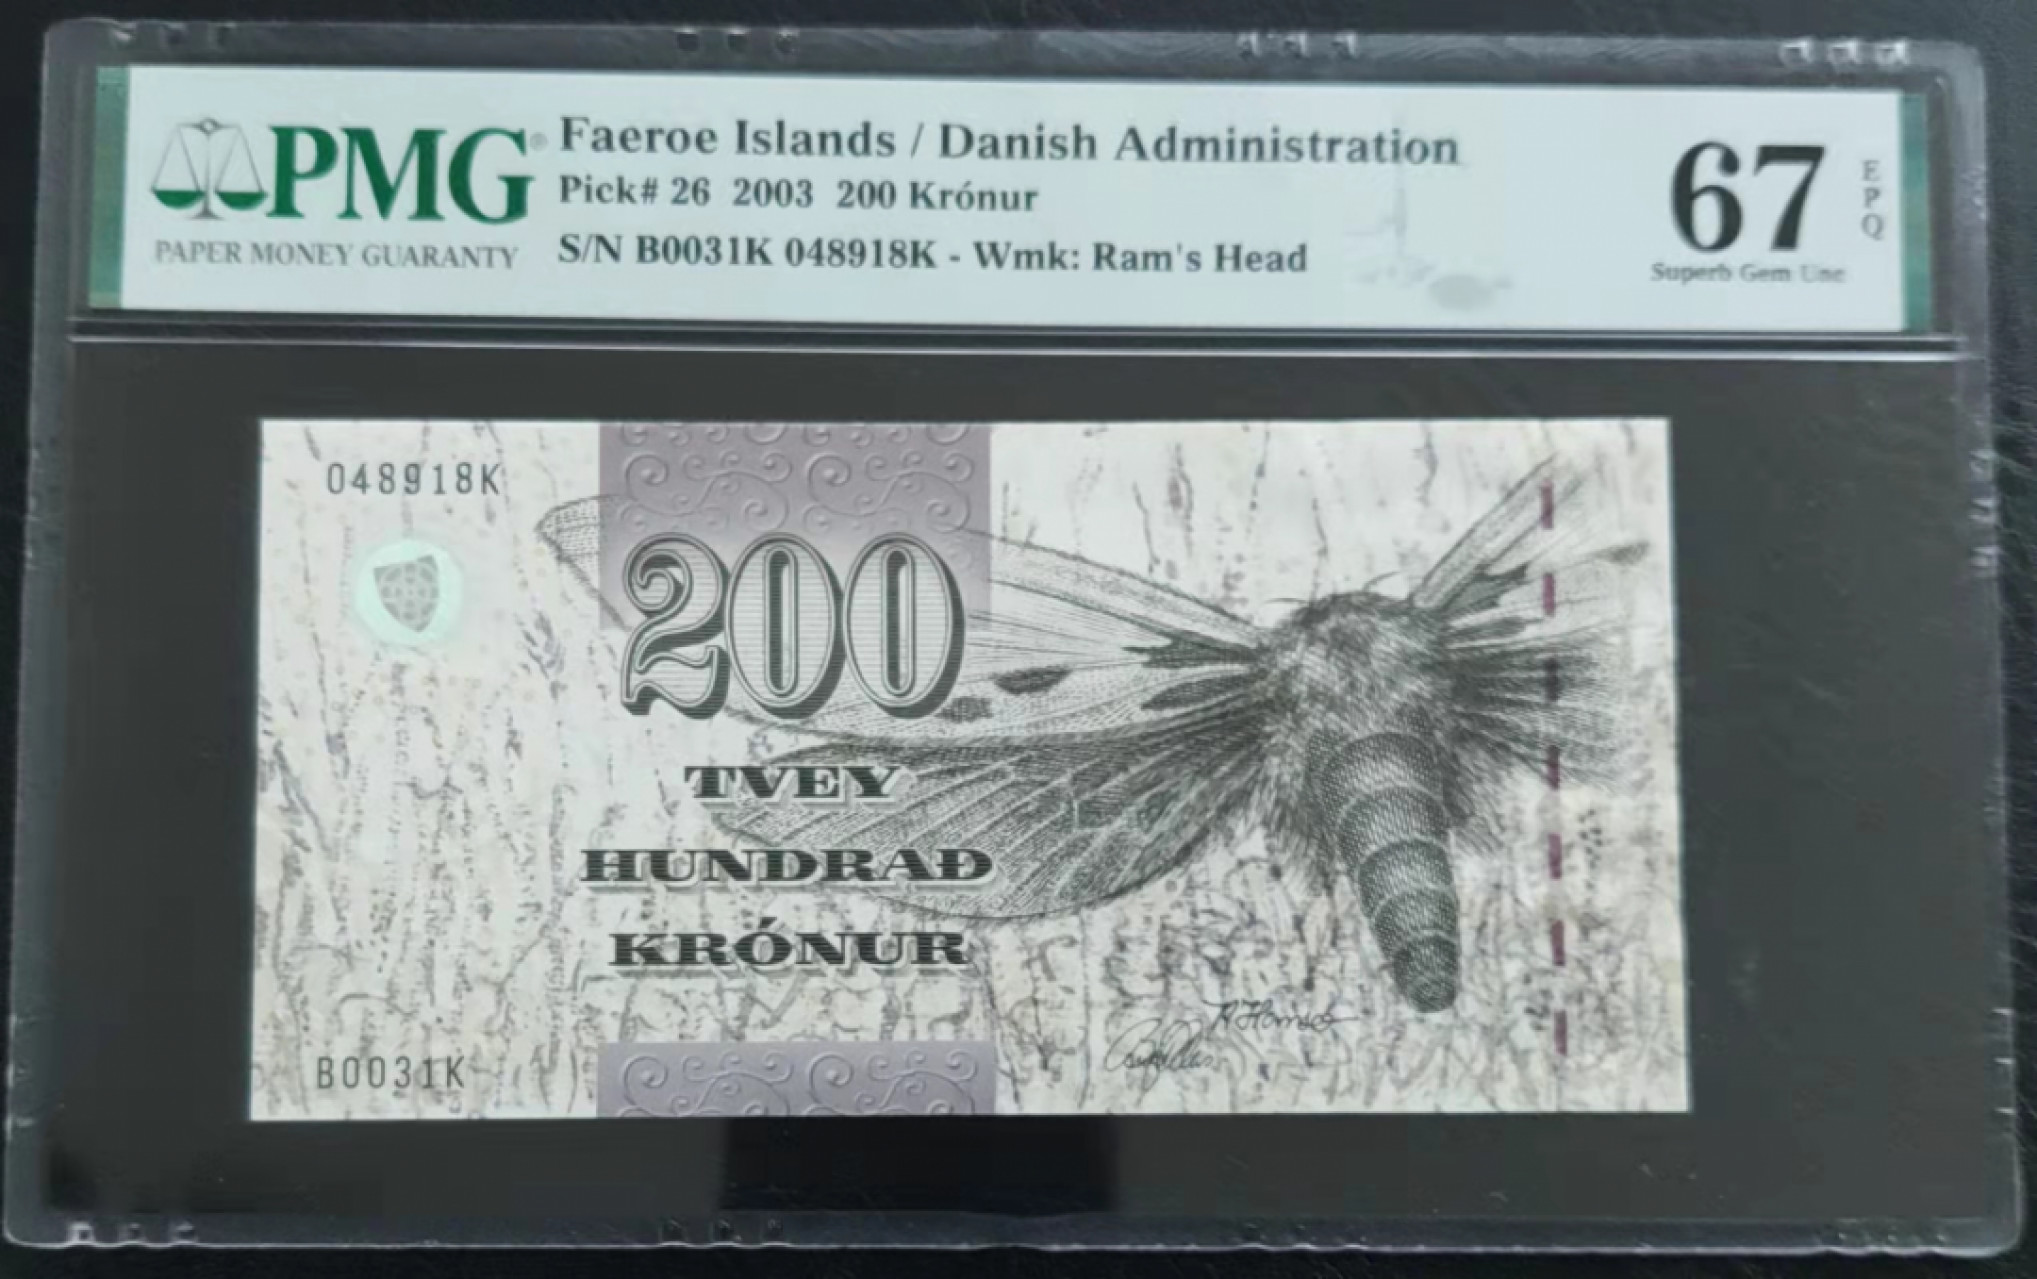 PMG
PAPER MONEY GUARANTY
Faeroe Islands / Danish Administration
Pick# 26 2003 200 Krónur
S/N B0031K 048918K - Wmk: Ram's Head
67
EPQ
Superb Gem Unc
048918K
200
TVEY
HUNDRAÐ
KRÓNUR
B0031K